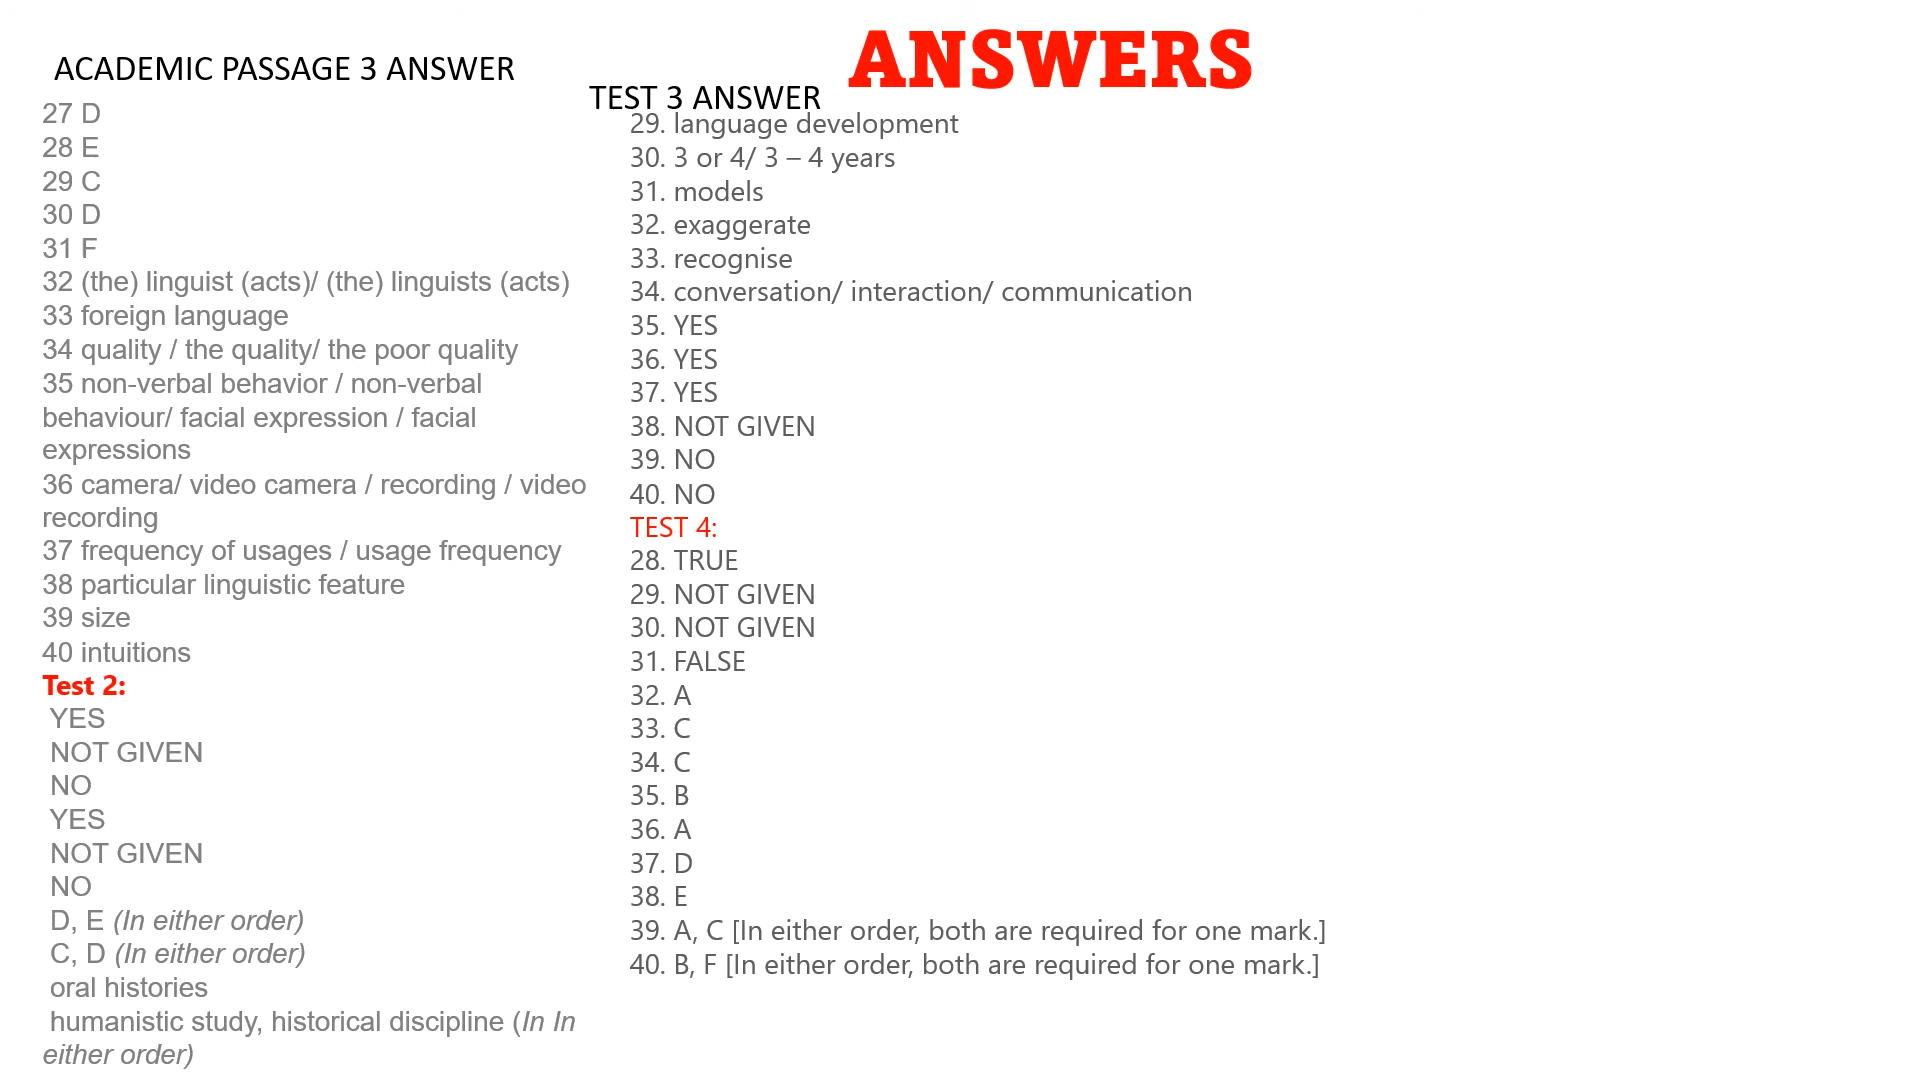 ANSWERS
ACADEMIC PASSAGE 3 ANSWER
27 D
28 E
29 C
30 D
31 F
32 (the) linguist (acts)/ (the) linguists (acts)
33 foreign language
34 quality / the quality/ the poor quality
35 non-verbal behavior / non-verbal
behaviour/ facial expression / facial
expressions
36 camera/ video camera / recording / video
recording
37 frequency of usages / usage frequency
38 particular linguistic feature
39 size
40 intuitions
Test 2:
YES
NOT GIVEN
NO
YES
NOT GIVEN
NO
D, E (In either order)
C, D (In either order)
oral histories
humanistic study, historical discipline (In In
either order)
TEST 3 ANSWER
29. language development
30. 3 or 4/ 3 – 4 years
31. models
32. exaggerate
33. recognise
34. conversation/ interaction/ communication
35. YES
36. YES
37. YES
38. NOT GIVEN
39. NO
40. NO
TEST 4:
28. TRUE
29. NOT GIVEN
30. NOT GIVEN
31. FALSE
32. A
33. C
34. C
35. B
36. A
37. D
38. E
39. A, C [In either order, both are required for one mark.]
40. B, F [In either order, both are required for one mark.]